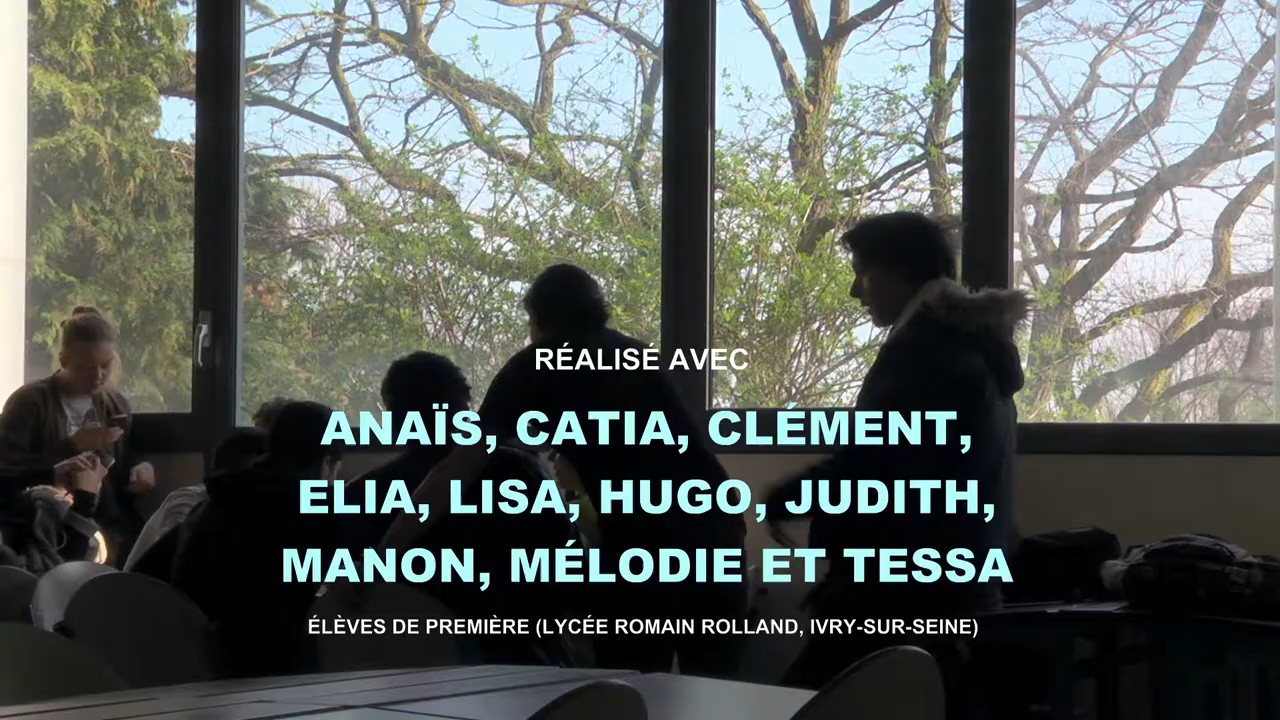 RÉALISÉ AVEC
ANAÏS, CATIA, CLÉMENT,
ELIA, LISA, HUGO, JUDITH,
MANON, MÉLODIE ET TESSA
ÉLÈVES DE PREMIÈRE (LYCÉE ROMAIN ROLLAND, IVRY-SUR-SEINE)